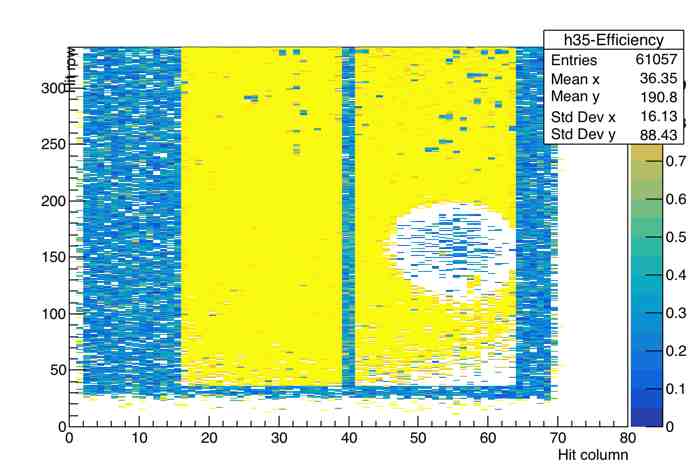 h35-Efficiency
Entries 61057
Mean x 36.35
Mean y 190.8
Std Dev x 16.13
Std Dev y 88.43
300
250
200
150
100
50
0
0 10 20 30 40 50 60 70 80
Hit column
0.7
0.6
0.5
0.4
0.3
0.2
0.1
0